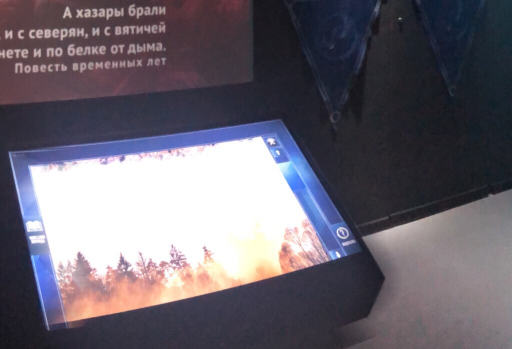 А хазары брали
, и с северян, и с вятичей
нете и по белке от дыма.
Повесть временных лет